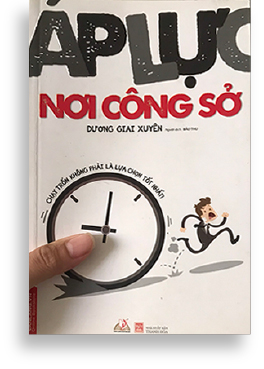 ÁP LỰC
NƠI CÔNG SỞ
DƯƠNG GIAI XUYÊN
CHẠY TRỐN KHÔNG PHẢI LÀ LỰA CHỌN TỐT NHẤT!